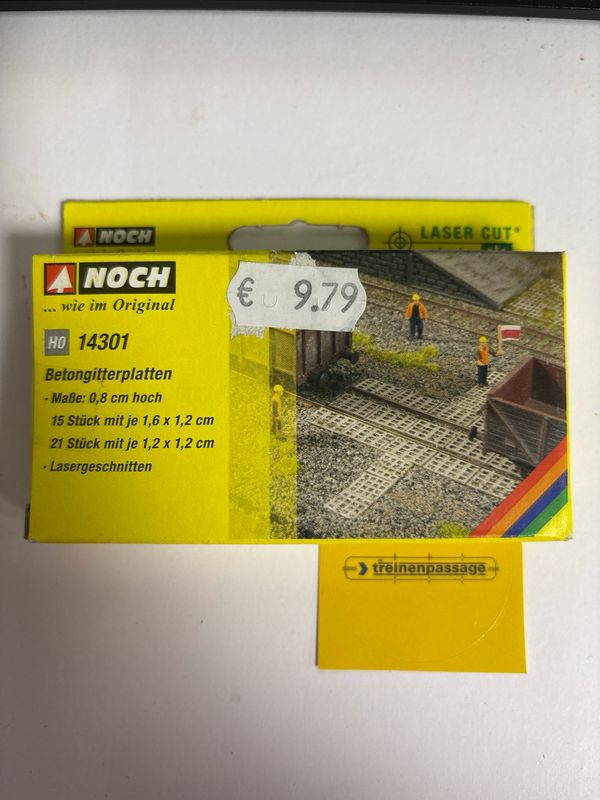 NOCH
LASER CUT®
NOCH
... wie im Original
€ 9.79
H0 14301
Betongitterplatten
· Maße: 0,8 cm hoch
15 Stück mit je 1,6 x 1,2 cm
21 Stück mit je 1,2 x 1,2 cm
· Lasergeschnitten
treinenpassage